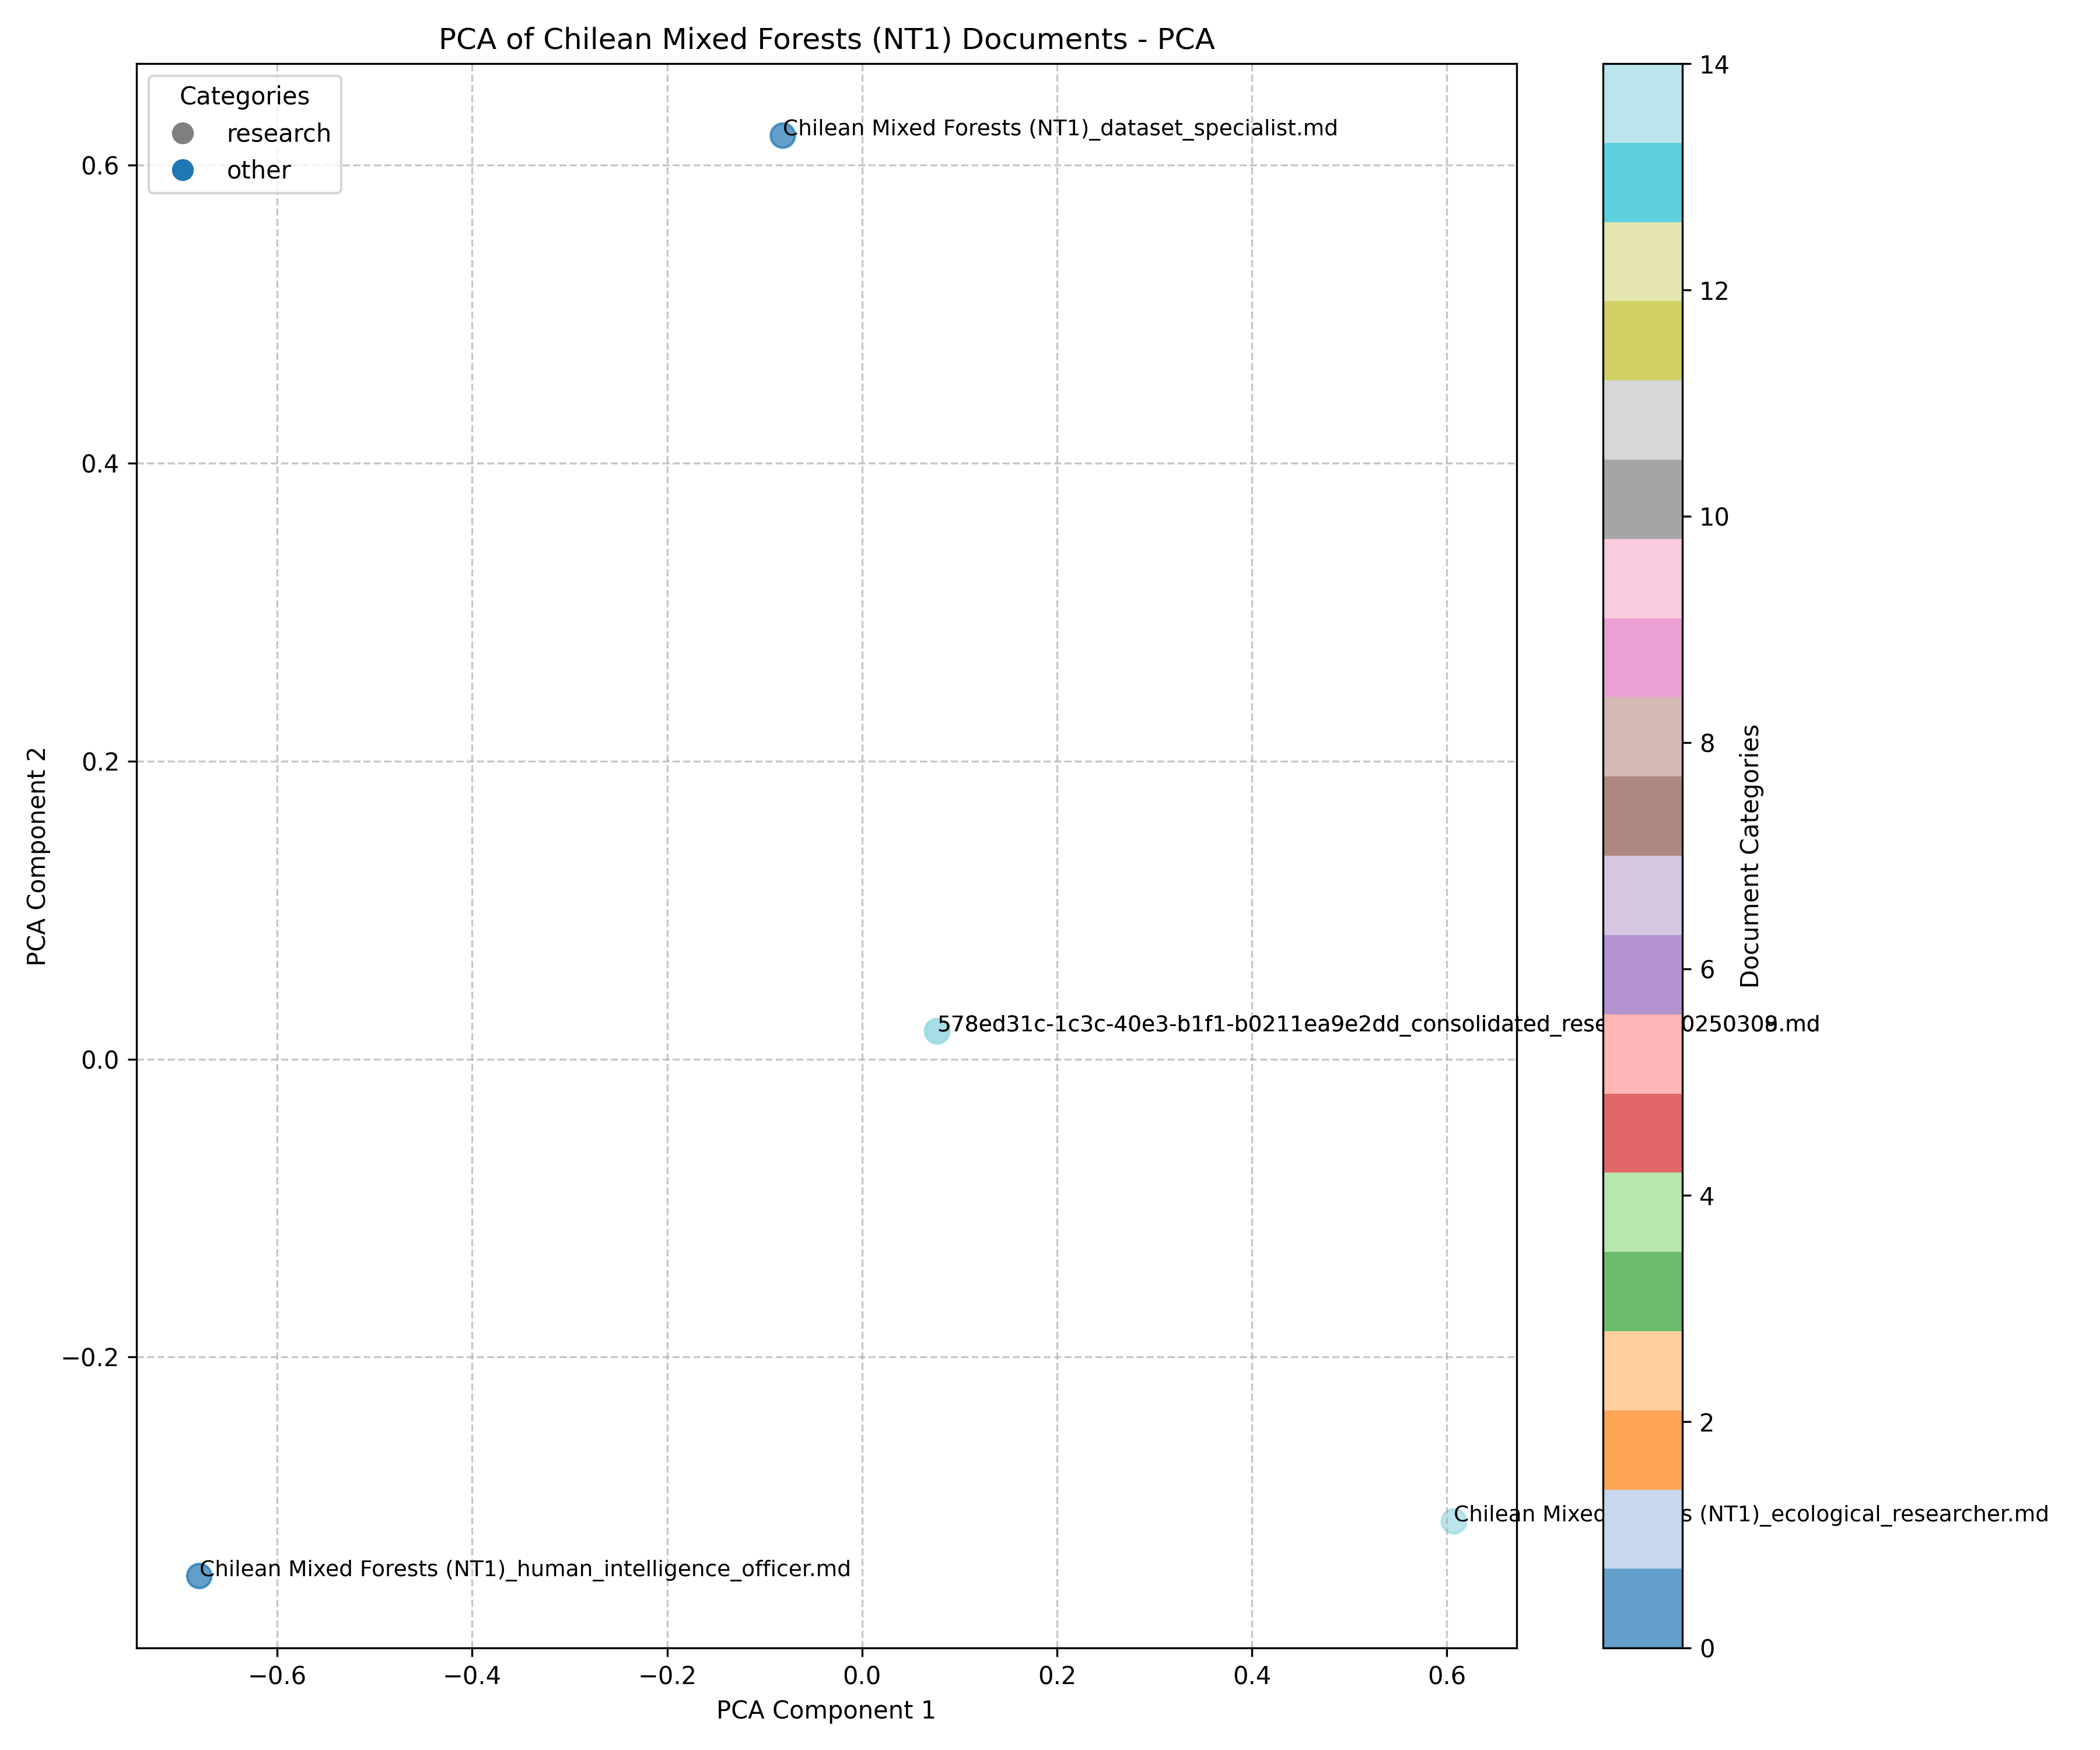 PCA of Chilean Mixed Forests (NT1) Documents - PCA
Categories
research
other
Chilean Mixed Forests (NT1)_dataset_specialist.md
578ed31c-1c3c-40e3-b1f1-b0211ea9e2dd_consolidated_rese
.md
Chilean Mixed
s (NT1)_ecological_researcher.md
Chilean Mixed Forests (NT1)_human_intelligence_officer.md
0.6
0.4
0.2
0.0
−0.2
PCA Component 2
−0.6
−0.4
−0.2
0.0
0.2
0.4
0.6
PCA Component 1
14
12
10
8
6
4
2
0
Document Categories